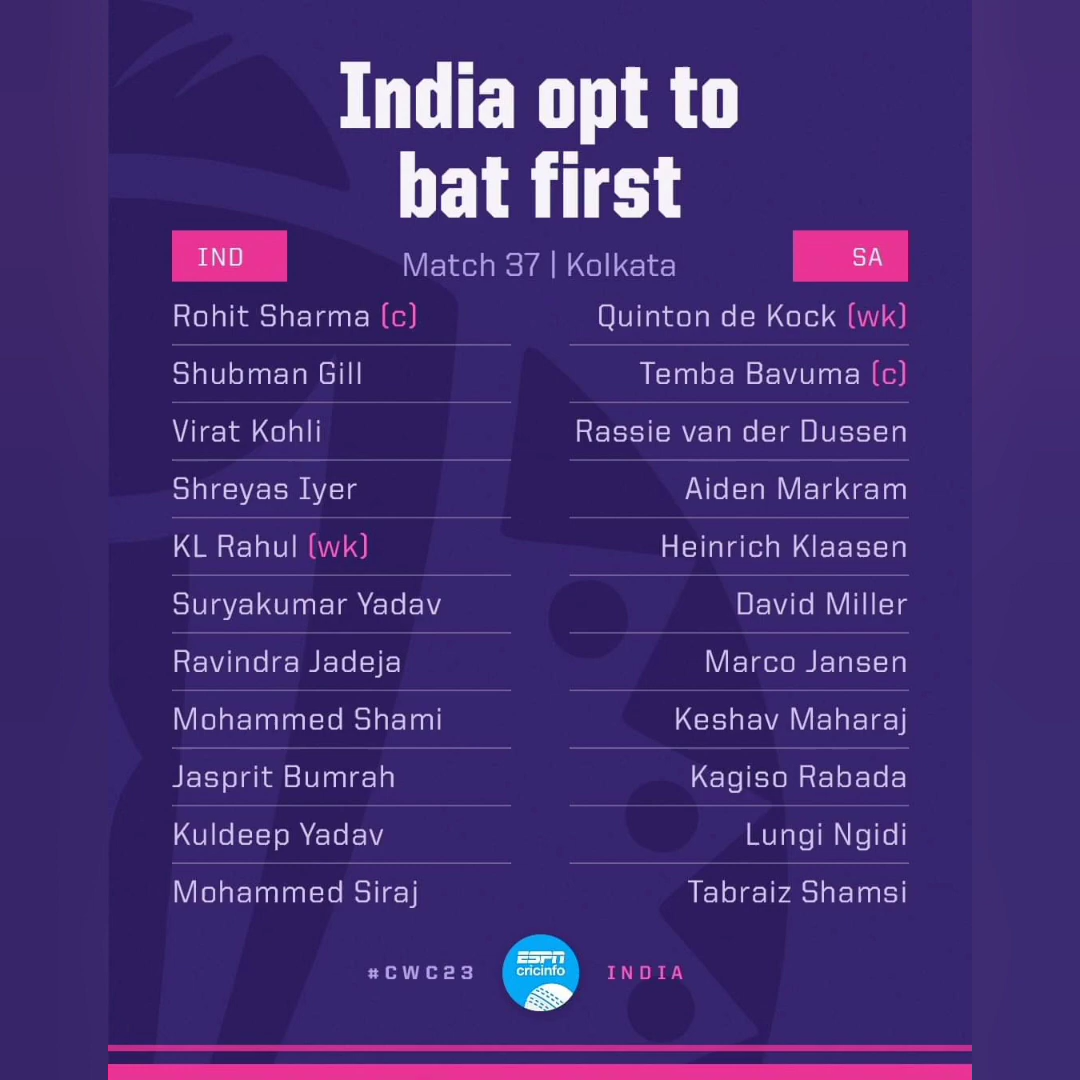 India opt to
bat first
IND
Match 37 | Kolkata
SA
Rohit Sharma (c)
Quinton de Kock (wk)
Shubman Gill
Temba Bavuma (c)
Virat Kohli
Rassie van der Dussen
Shreyas Iyer
Aiden Markram
KL Rahul (wk)
Heinrich Klaasen
Suryakumar Yadav
David Miller
Ravindra Jadeja
Marco Jansen
Mohammed Shami
Keshav Maharaj
Jasprit Bumrah
Kagiso Rabada
Kuldeep Yadav
Lungi Ngidi
Mohammed Siraj
Tabraiz Shamsi
#CWC23
ESPN
cricinfo
INDIA